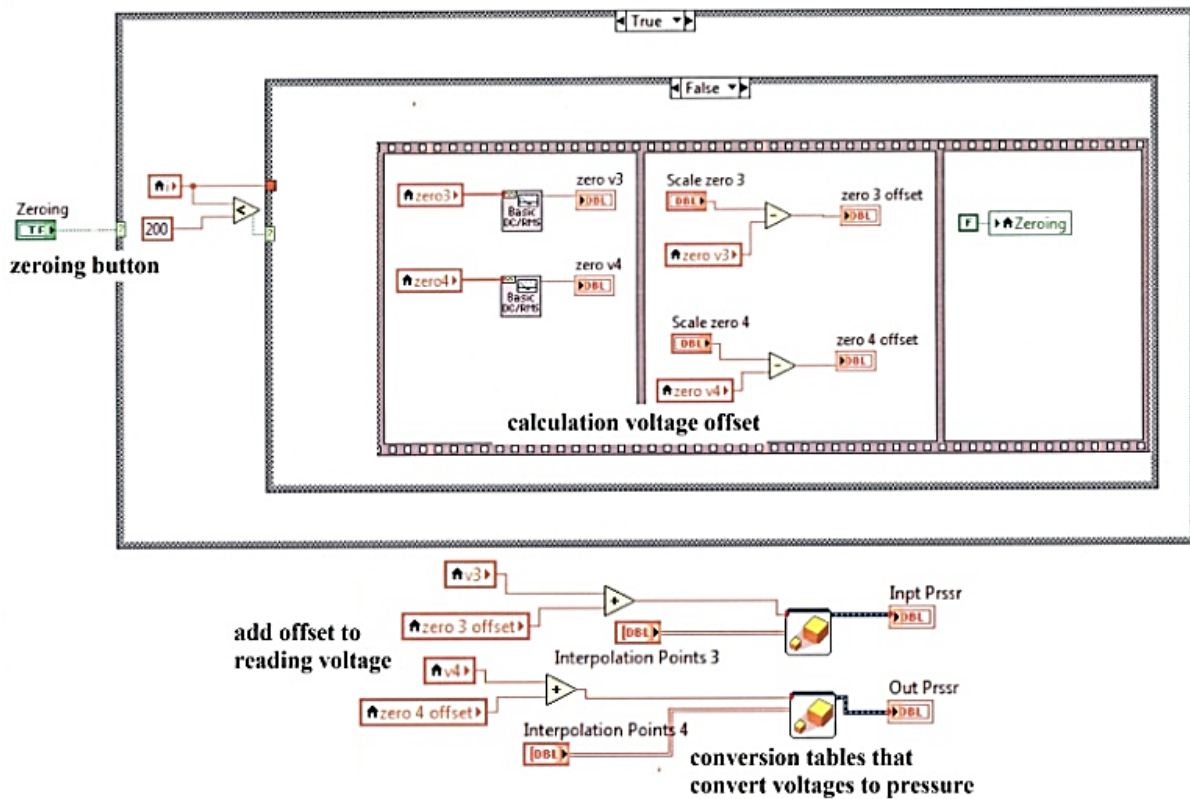 True
False
i
200
<
?
?
Zeroing
TF
zeroing button
zero3
Basic
DC/RMS
zero v3
DBL
zero4
Basic
DC/RMS
zero v4
DBL
Scale zero 3
DBL
zero v3
-
zero 3 offset
DBL
Scale zero 4
DBL
zero v4
-
zero 4 offset
DBL
F
Zeroing
calculation voltage offset
v3
zero 3 offset
+
[DBL]
Interpolation Points 3
Inpt Prssr
DBL
add offset to
reading voltage
v4
zero 4 offset
+
Interpolation Points 4
[DBL]
Out Prssr
DBL
conversion tables that
convert voltages to pressure